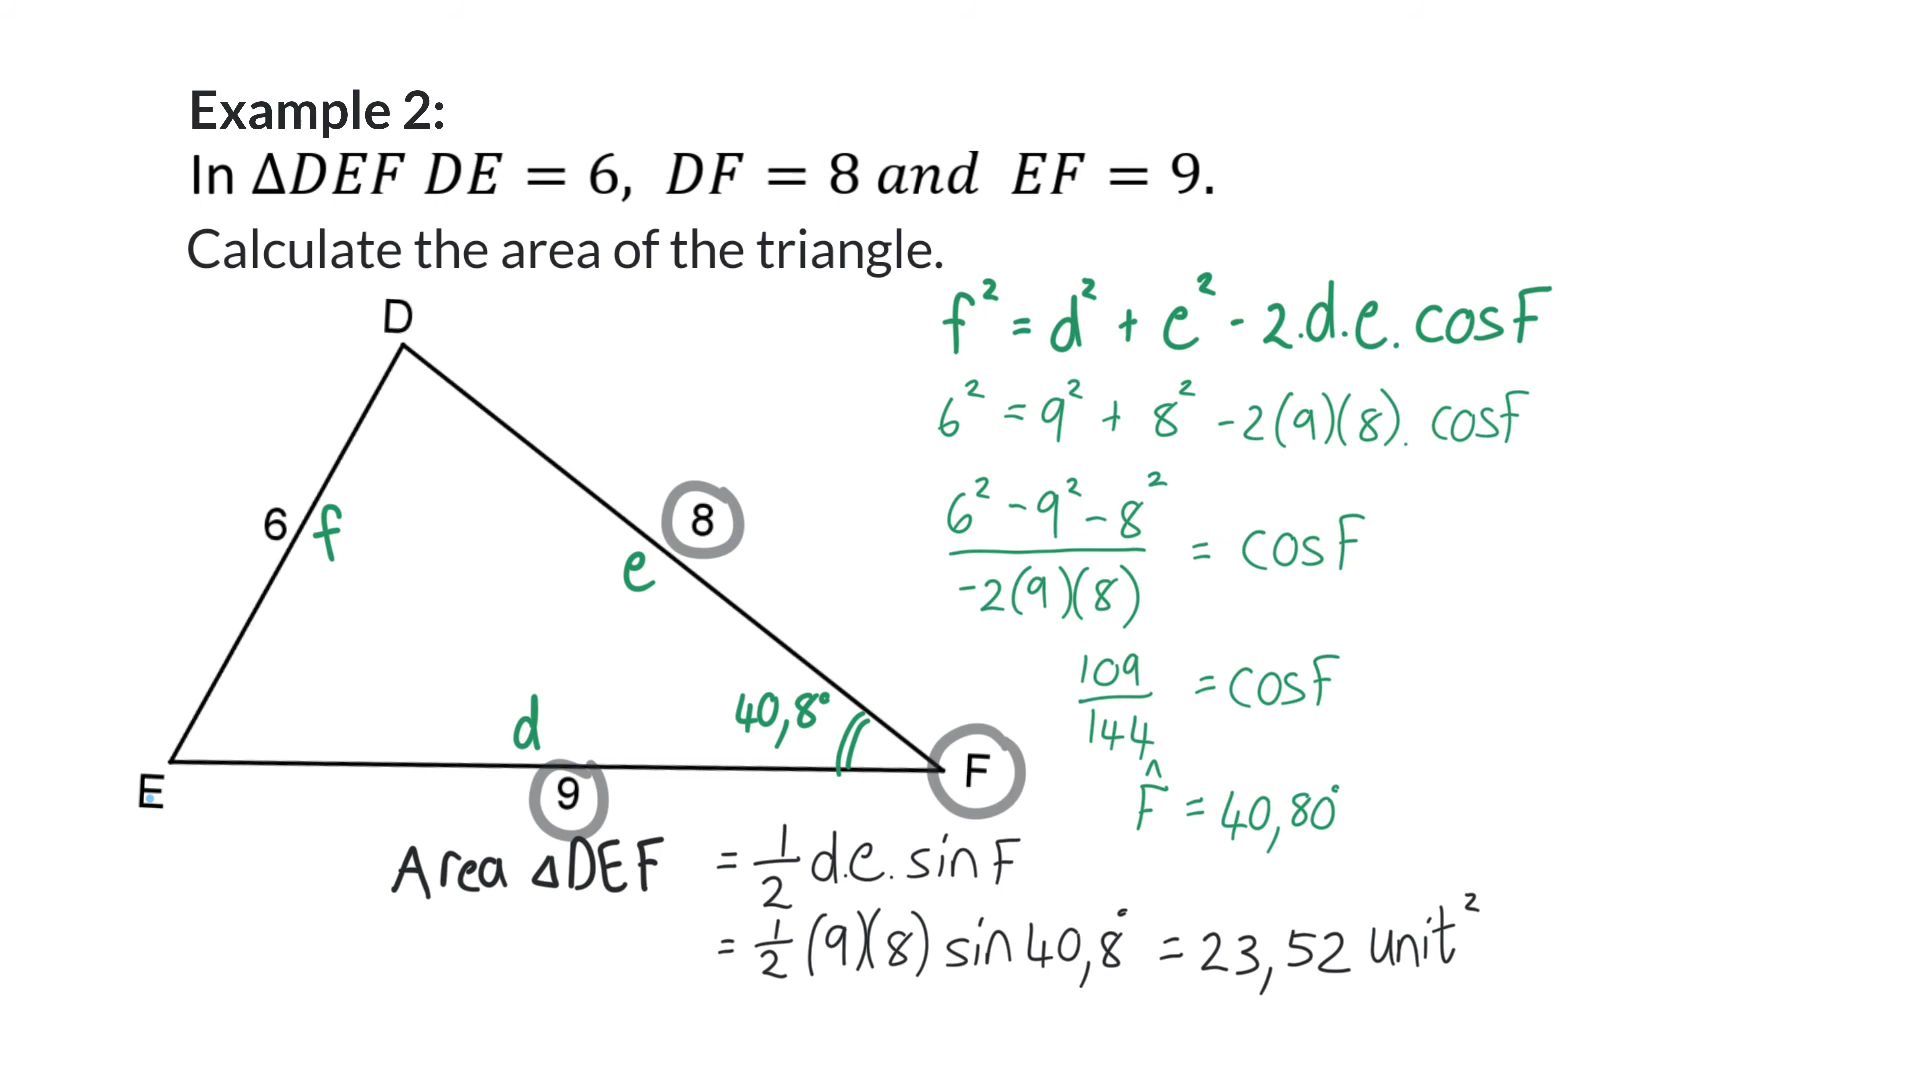 Example 2:
In ΔDEF DE = 6, DF = 8 and EF = 9.
Calculate the area of the triangle.
D
f² = d² + e² - 2.d.e. cosF
6² = 9² + 8² - 2(9)(8). cosF
6² - 9² - 8²
-2(9)(8)
= cosF
6 f
8
e
109
144
= cosF
d
40,8°
E
9
F
F̂ = 40,80°
Area ΔDEF = 1/2 d.e. sinF
= 1/2 (9)(8) sin 40,8° = 23,52 unit²